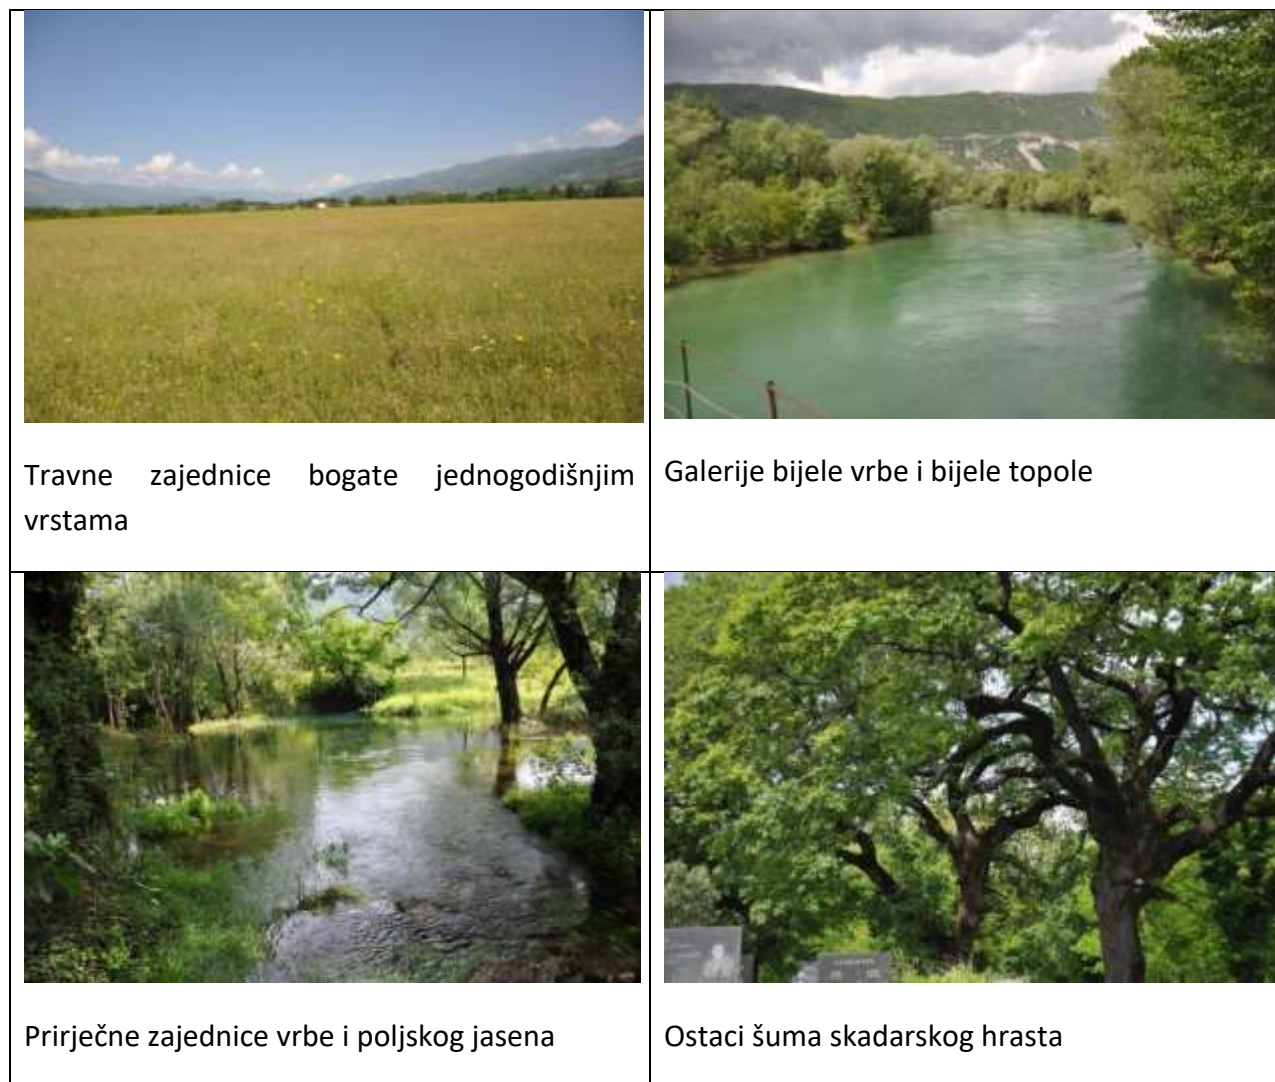 Travne zajednice bogate jednogodišnjim
vrstama
Galerije bijele vrbe i bijele topole
Prirječne zajednice vrbe i poljskog jasena
Ostaci šuma skadarskog hrasta